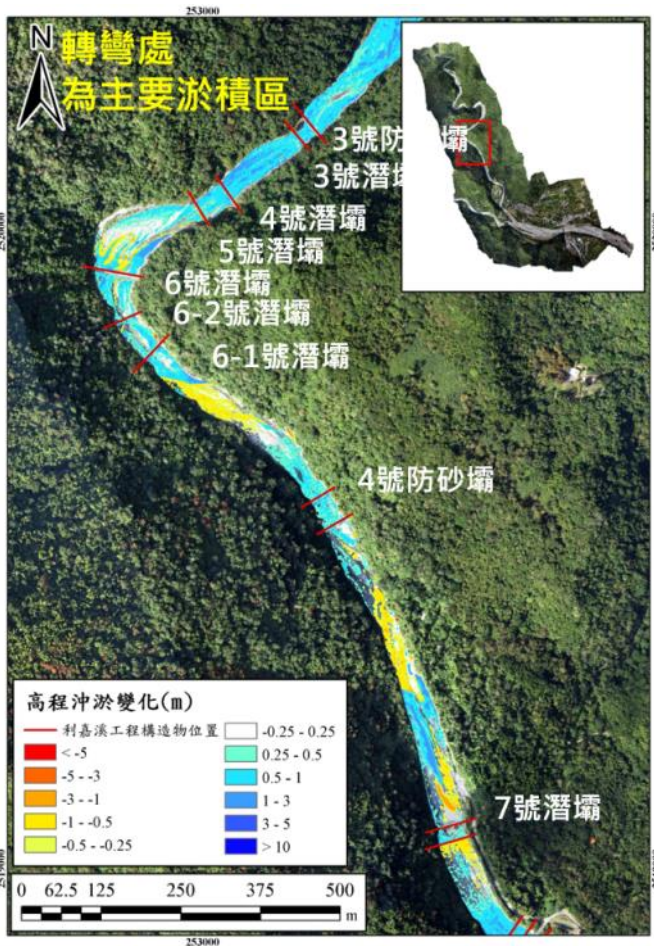 253000
N
轉彎處
為主要淤積區
3號防 壩
3號潛
4號潛壩
5號潛壩
6號潛壩
6-2號潛壩
6-1號潛壩
4號防砂壩
7號潛壩
2520000
2519000
高程沖淤變化(m)
利嘉溪工程構造物位置
< -5
-5 - -3
-3 - -1
-1 - -0.5
-0.5 - -0.25
-0.25 - 0.25
0.25 - 0.5
0.5 - 1
1 - 3
3 - 5
> 10
0 62.5 125 250 375 500
m
253000